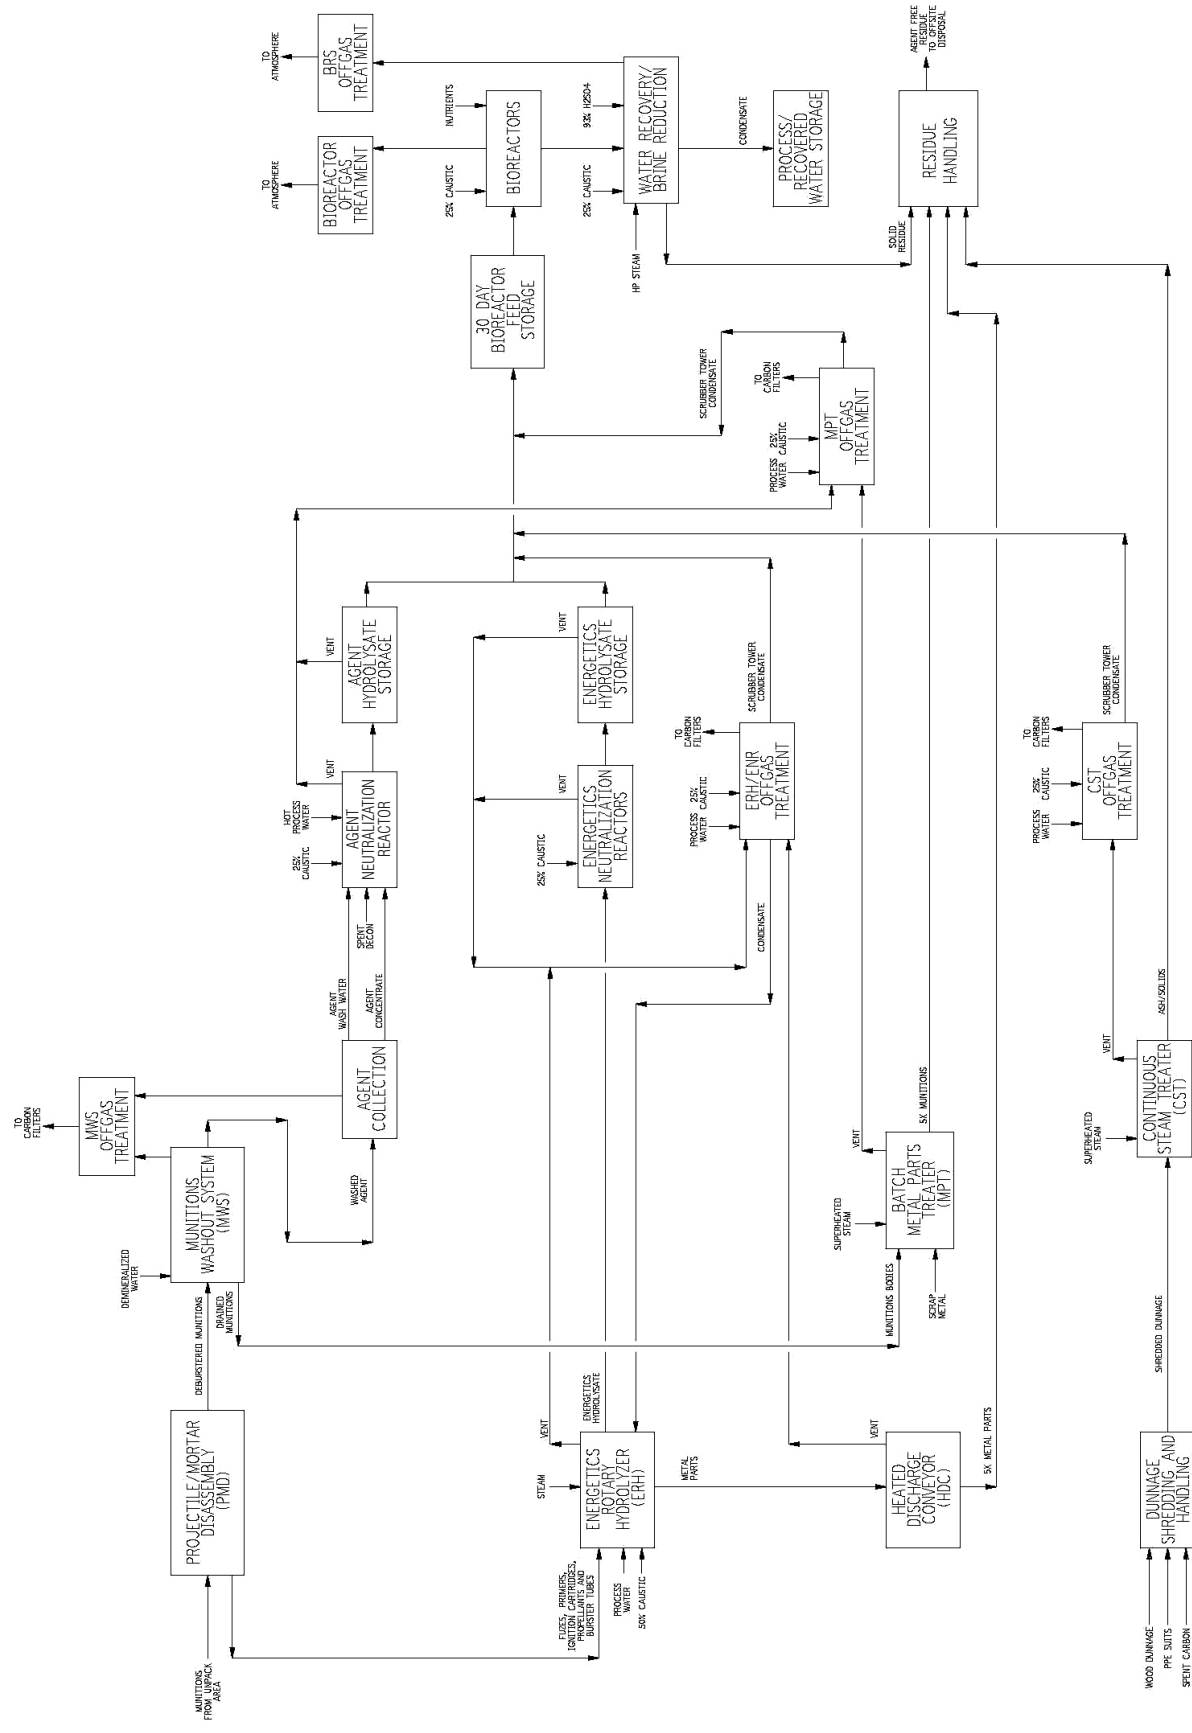 MUNITIONS
FROM UNPACK
AREA
PROJECTILE/MORTAR
DISASSEMBLY
(PMD)
DEBURSTERED MUNITIONS
DRAINED
MUNITIONS
DEMINERALIZED
WATER
MUNITIONS
WASHOUT SYSTEM
(MWS)
MWS
OFFGAS
TREATMENT
TO
CARBON
FILTERS
WASHED
AGENT
AGENT
COLLECTION
AGENT
WASH WATER
AGENT
CONCENTRATE
SPENT
DECON
25%
CAUSTIC
HOT
PROCESS
WATER
VENT
AGENT
NEUTRALIZATION
REACTOR
VENT
AGENT
HYDROLYSATE
STORAGE
FUZES, PRIMERS,
IGNITION CARTRIDGES,
PROPELLANTS AND
BURSTER TUBES
PROCESS
WATER
50% CAUSTIC
STEAM
VENT
ENERGETICS
HYDROLYSATE
ENERGETICS
ROTARY
HYDROLYZER
(ERH)
METAL
PARTS
25% CAUSTIC
VENT
ENERGETICS
NEUTRALIZATION
REACTORS
VENT
ENERGETICS
HYDROLYSATE
STORAGE
CONDENSATE
PROCESS
WATER
25%
CAUSTIC
TO
CARBON
FILTERS
ERH/ENR
OFFGAS
TREATMENT
SCRUBBER TOWER
CONDENSATE
HEATED
DISCHARGE
CONVEYOR
(HDC)
VENT
5X METAL PARTS
MUNITIONS BODIES
SCRAP
METAL
SUPERHEATED
STEAM
BATCH
METAL PARTS
TREATER
(MPT)
VENT
5X MUNITIONS
PROCESS
WATER
25%
CAUSTIC
TO
CARBON
FILTERS
MPT
OFFGAS
TREATMENT
SCRUBBER TOWER
CONDENSATE
WOOD DUNNAGE
PPE SUITS
SPENT CARBON
DUNNAGE
SHREDDING AND
HANDLING
SHREDDED DUNNAGE
SUPERHEATED
STEAM
CONTINUOUS
STEAM TREATER
(CST)
VENT
ASH/SOLIDS
PROCESS
WATER
25%
CAUSTIC
TO
CARBON
FILTERS
CST
OFFGAS
TREATMENT
SCRUBBER TOWER
CONDENSATE
30 DAY
BIOREACTOR
FEED
STORAGE
25% CAUSTIC
NUTRIENTS
BIOREACTORS
BIOREACTOR
OFFGAS
TREATMENT
TO
ATMOSPHERE
BRS
OFFGAS
TREATMENT
TO
ATMOSPHERE
HP STEAM
25% CAUSTIC
93% H2SO4
WATER RECOVERY/
BRINE REDUCTION
CONDENSATE
PROCESS/
RECOVERED
WATER STORAGE
SOLID
RESIDUE
RESIDUE
HANDLING
AGENT FREE
RESIDUE
TO OFFSITE
DISPOSAL